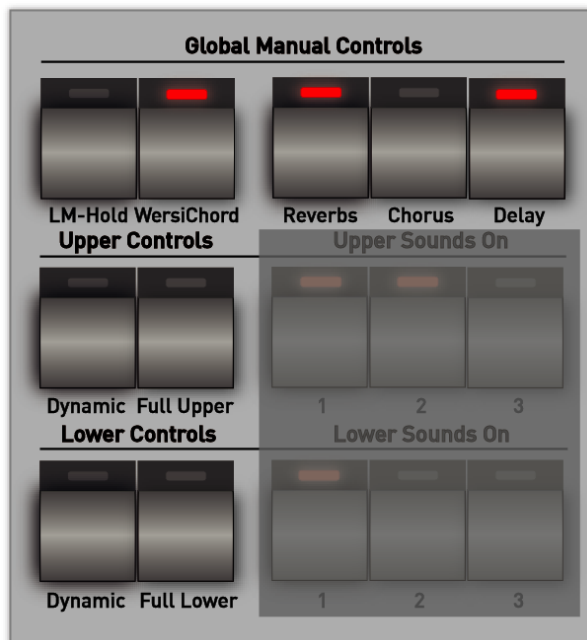 Global Manual Controls
LM-Hold WersiChord Reverbs Chorus Delay
Upper Controls Upper Sounds On
Dynamic Full Upper 1 2 3
Lower Controls Lower Sounds On
Dynamic Full Lower 1 2 3